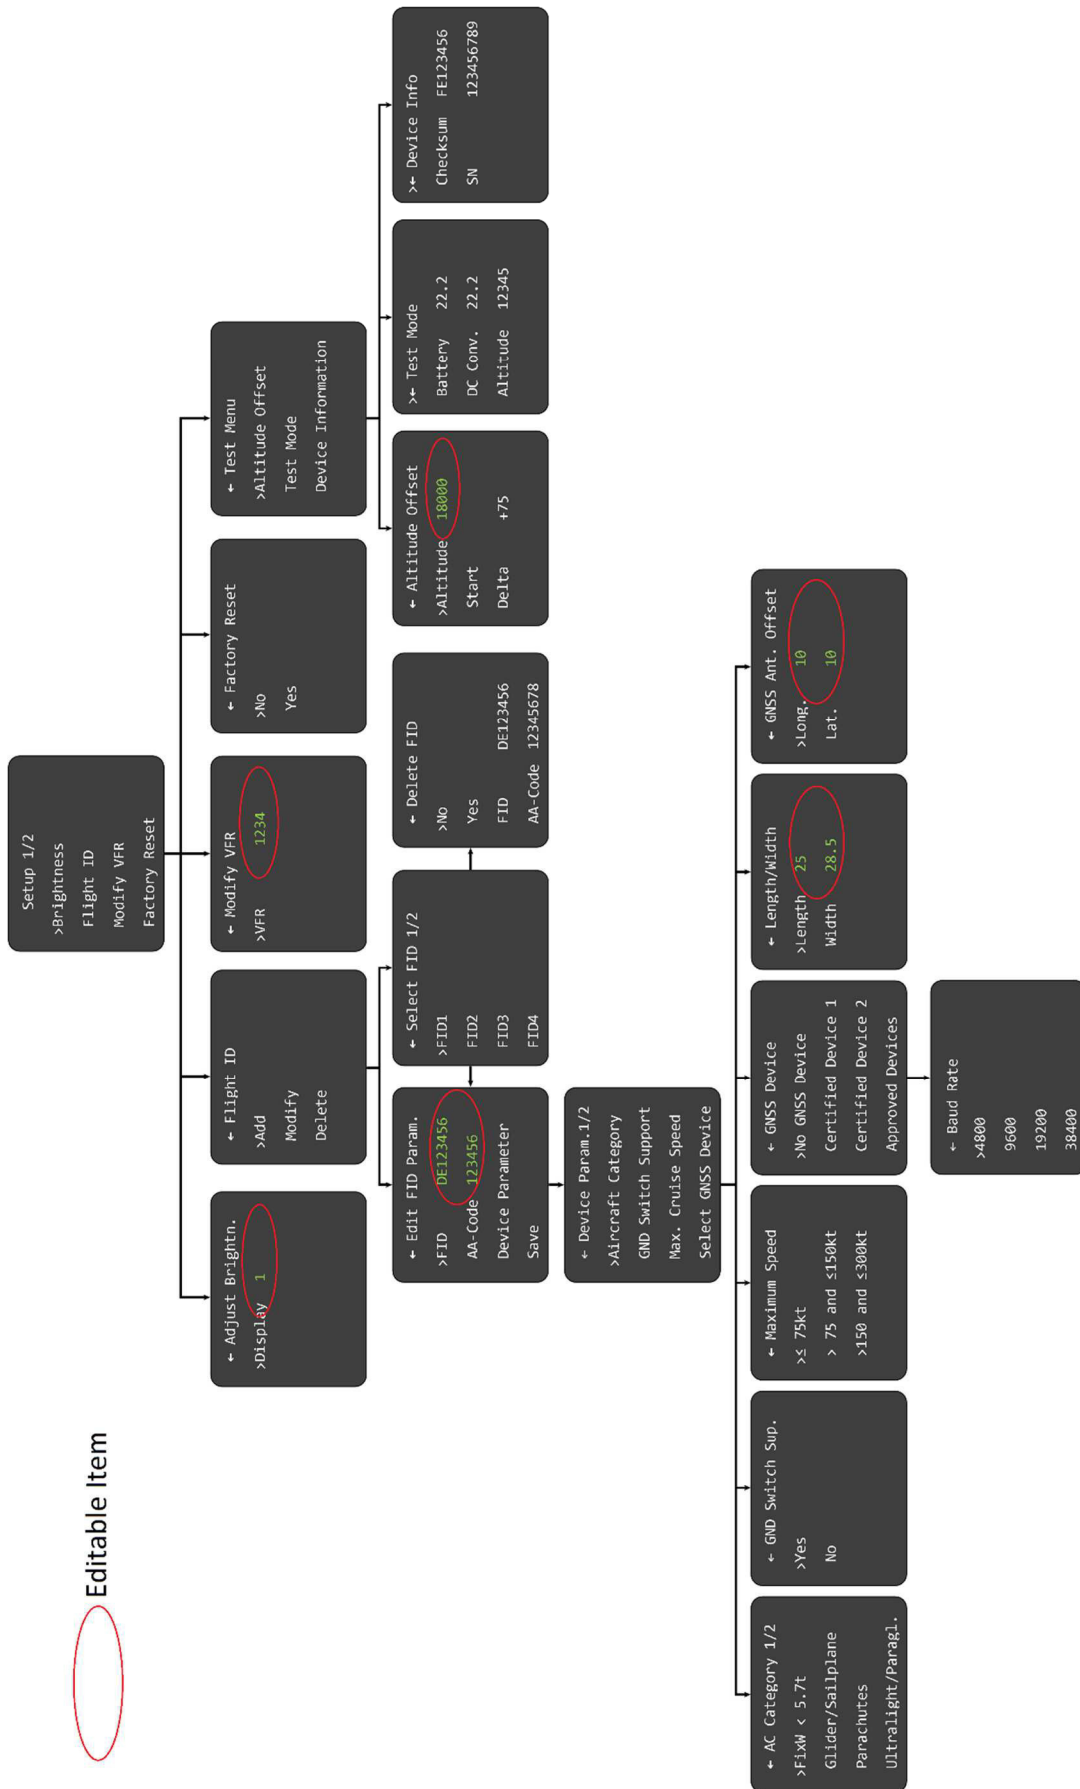 Editable Item
Setup 1/2
>Brightness
Flight ID
Modify VFR
Factory Reset
← Adjust Brightn.
>Display 1
← Flight ID
>Add
Modify
Delete
← Modify VFR
>VFR 1234
← Factory Reset
>No
Yes
← Test Menu
>Altitude Offset
Test Mode
Device Information
← Edit FID Param.
>FID DE123456
AA-Code 123456
Device Parameter
Save
← Select FID 1/2
>FID1
FID2
FID3
FID4
← Delete FID
>No
Yes
FID DE123456
AA-Code 12345678
← Altitude Offset
>Altitude 18000
Start
Delta +75
>← Test Mode
Battery 22.2
DC Conv. 22.2
Altitude 12345
>← Device Info
Checksum FE123456
SN 123456789
← Device Param.1/2
>Aircraft Category
GND Switch Support
Max. Cruise Speed
Select GNSS Device
← AC Category 1/2
>FixW < 5.7t
Glider/Sailplane
Parachutes
Ultralight/Paragl.
← GND Switch Sup.
>Yes
No
← Maximum Speed
>≤ 75kt
> 75 and ≤150kt
>150 and ≤300kt
← GNSS Device
>No GNSS Device
Certified Device 1
Certified Device 2
Approved Devices
← Length/Width
>Length 25
Width 28.5
← GNSS Ant. Offset
>Long. 10
Lat. 10
← Baud Rate
>4800
9600
19200
38400